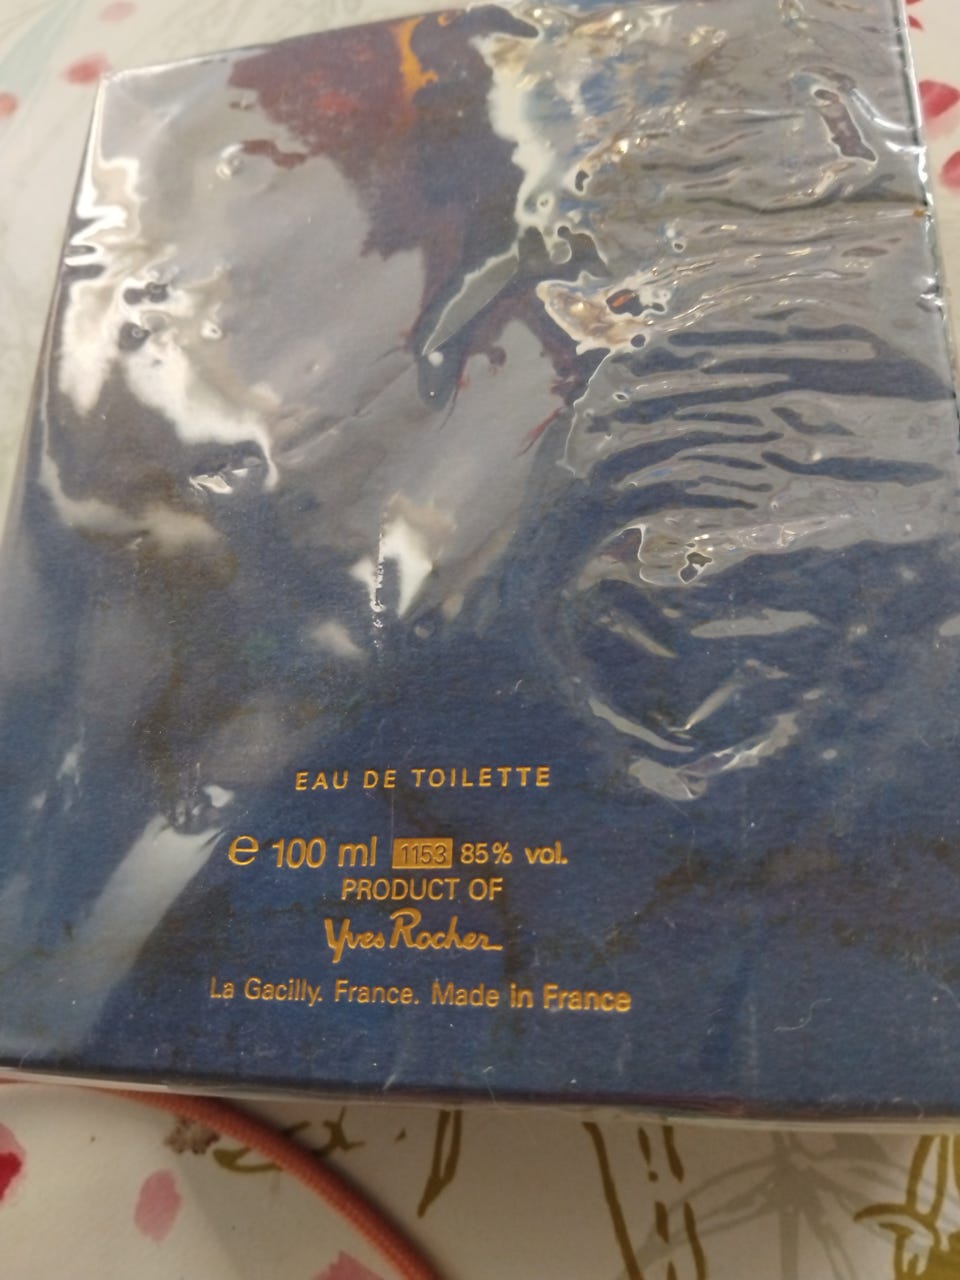 EAU DE TOILETTE
e 100 ml 1153 85% vol.
PRODUCT OF
Yves Rocher
La Gacilly. France. Made in France